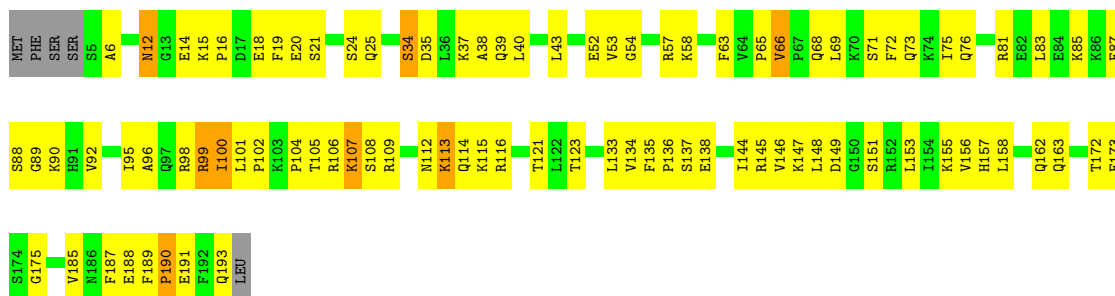 MET PHE SER SER S5 A6 N12 G13 E14 K15 P16 D17 E18 F19 E20 S21 S24 Q25 S34 D35 L36 K37 A38 Q39 L40 L43 E52 V53 G54 R57 K58 F63 V64 P65 V66 P67 Q68 L69 K70 S71 F72 Q73 K74 I75 Q76 R81 E82 L83 E84 K85 K86
S88 G89 K90 H91 V92 I95 A96 Q97 R98 R99 I100 L101 P102 K103 P104 T105 R106 K107 S108 R109 N112 K113 Q114 K115 R116 T121 L122 T123 L133 V134 F135 P136 S137 E138 I144 R145 V146 K147 L148 D149 G150 S151 R152 L153 I154 K155 V156 H157 L158 Q162 Q163 T172
S174 G175 V185 N186 F187 E188 F189 P190 E191 F192 Q193 LEU